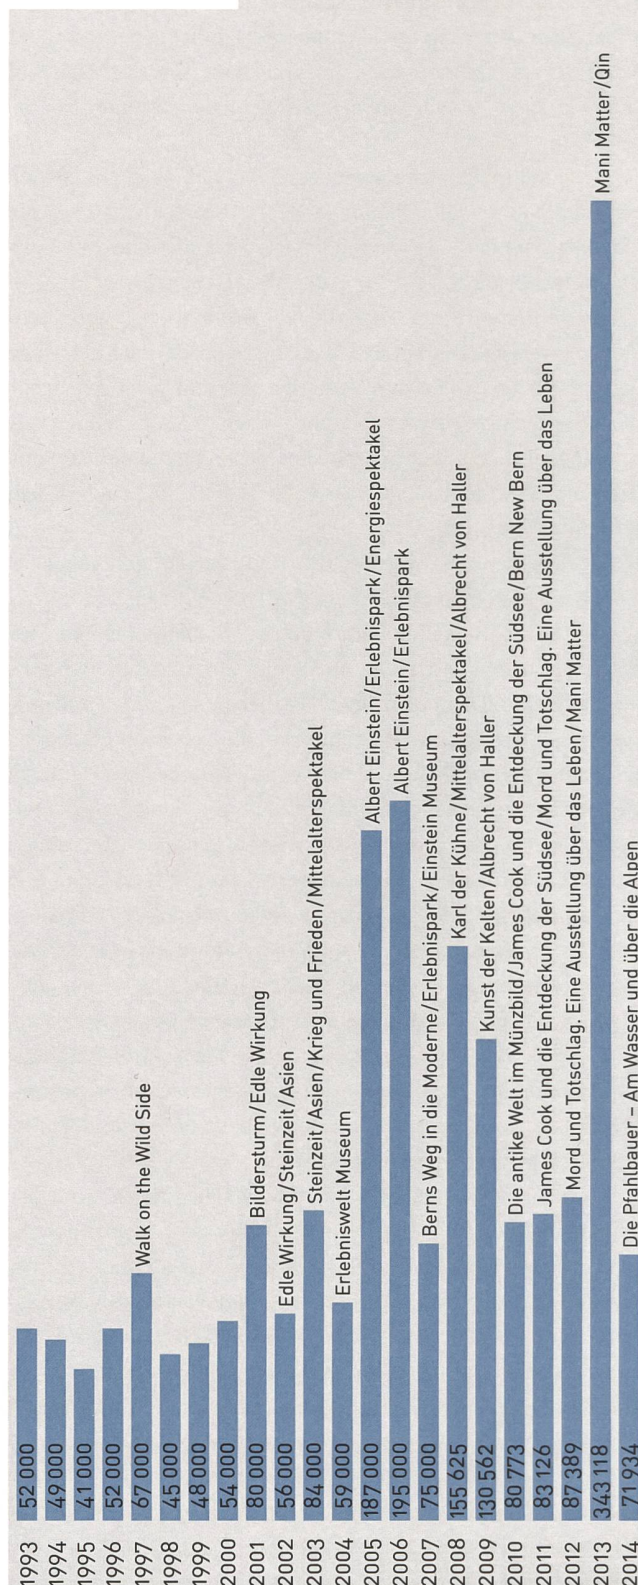 1993 52 000
1994 49 000
1995 41 000
1996 52 000
1997 67 000 Walk on the Wild Side
1998 45 000
1999 48 000
2000 54 000
2001 80 000 Bildersturm/Edle Wirkung
2002 56 000 Edle Wirkung/Steinzeit/Asien
2003 84 000 Steinzeit/Asien/Krieg und Frieden/Mittelalterspektakel
2004 59 000 Erlebniswelt Museum
2005 187 000 Albert Einstein/Erlebnispark/Energiespektakel
2006 195 000 Albert Einstein/Erlebnispark
2007 75 000 Berns Weg in die Moderne/Erlebnispark/Einstein Museum
2008 155 625 Karl der Kühne/Mittelalterspektakel/Albrecht von Haller
2009 130 562 Kunst der Kelten/Albrecht von Haller
2010 80 773 Die antike Welt im Münzbild/James Cook und die Entdeckung der Südsee/Bern New Bern
2011 83 126 James Cook und die Entdeckung der Südsee/Mord und Totschlag. Eine Ausstellung über das Leben
2012 87 389 Mord und Totschlag. Eine Ausstellung über das Leben/Mani Matter
2013 343 118 Mani Matter/Qin
2014 71 934 Die Pfahlbauer – Am Wasser und über die Alpen